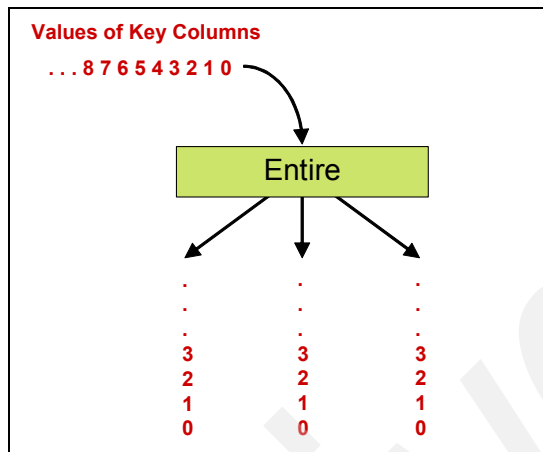 Values of Key Columns
. . . 8 7 6 5 4 3 2 1 0
Entire
. . .
. . .
. . .
3 3 3
2 2 2
1 1 1
0 0 0